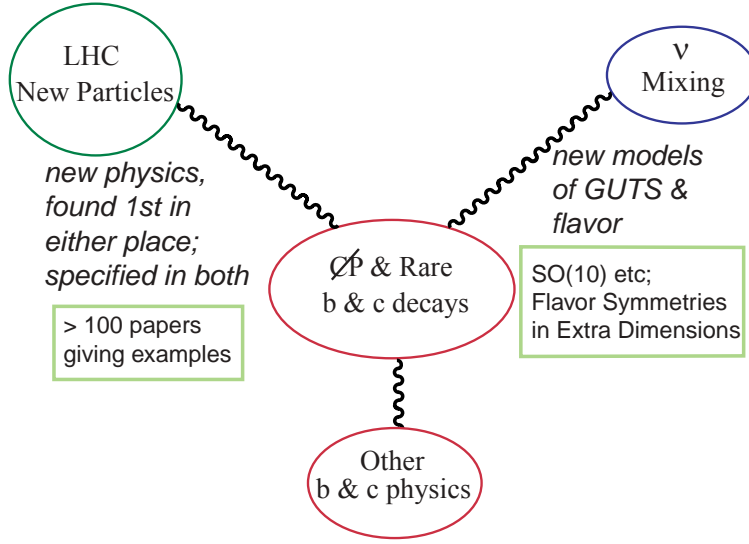 LHC
New Particles
ν
Mixing
new physics,
found 1st in
either place;
specified in both
new models
of GUTS &
flavor
> 100 papers
giving examples
C̸P & Rare
b & c decays
SO(10) etc;
Flavor Symmetries
in Extra Dimensions
Other
b & c physics